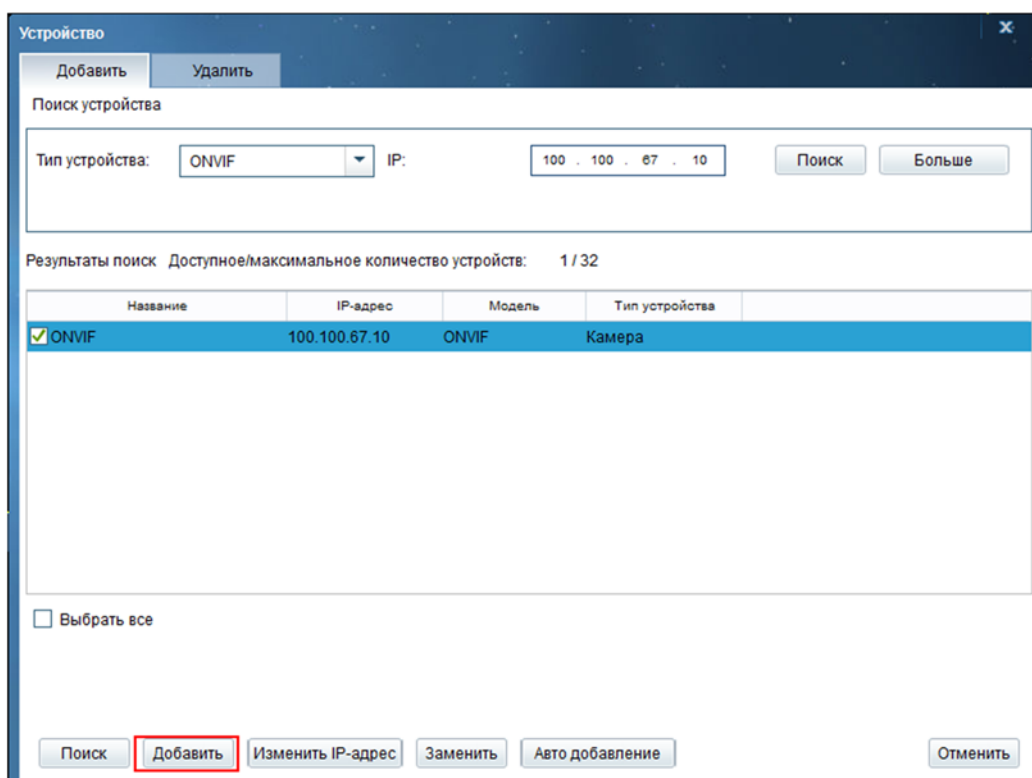 Устройство x
Добавить Удалить
Поиск устройства
Тип устройства: ONVIF IP: 100 . 100 . 67 . 10 Поиск Больше
Результаты поиск Доступное/максимальное количество устройств: 1 / 32
Название IP-адрес Модель Тип устройства
ONVIF 100.100.67.10 ONVIF Камера
Выбрать все
Поиск Добавить Изменить IP-адрес Заменить Авто добавление Отменить